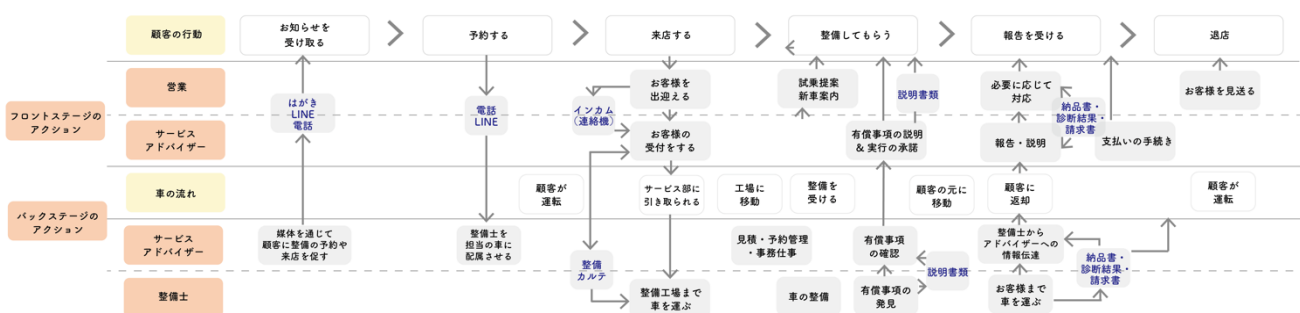 顧客の行動
お知らせを
受け取る
予約する
来店する
整備してもらう
報告を受ける
退店
フロントステージの
アクション
営業
お客様を
出迎える
試乗提案
新車案内
必要に応じて
対応
お客様を見送る
はがき
LINE
電話
電話
LINE
インカム
(連絡機)
説明書類
納品書・
診断結果・
請求書
サービス
アドバイザー
お客様の
受付をする
有償事項の説明
& 実行の承諾
報告・説明
支払いの手続き
車の流れ
顧客が
運転
サービス部に
引き取られる
工場に
移動
整備を
受ける
顧客の元に
移動
顧客に
返却
顧客が
運転
バックステージの
アクション
サービス
アドバイザー
媒体を通じて
顧客に整備の予約や
来店を促す
整備士を
担当の車に
配属させる
見積・予約管理
・事務仕事
有償事項
の確認
整備士から
アドバイザーへの
情報伝達
整備
カルテ
説明書類
納品書・
診断結果・
請求書
整備士
整備工場まで
車を運ぶ
車の整備
有償事項の
発見
お客様まで
車を運ぶ